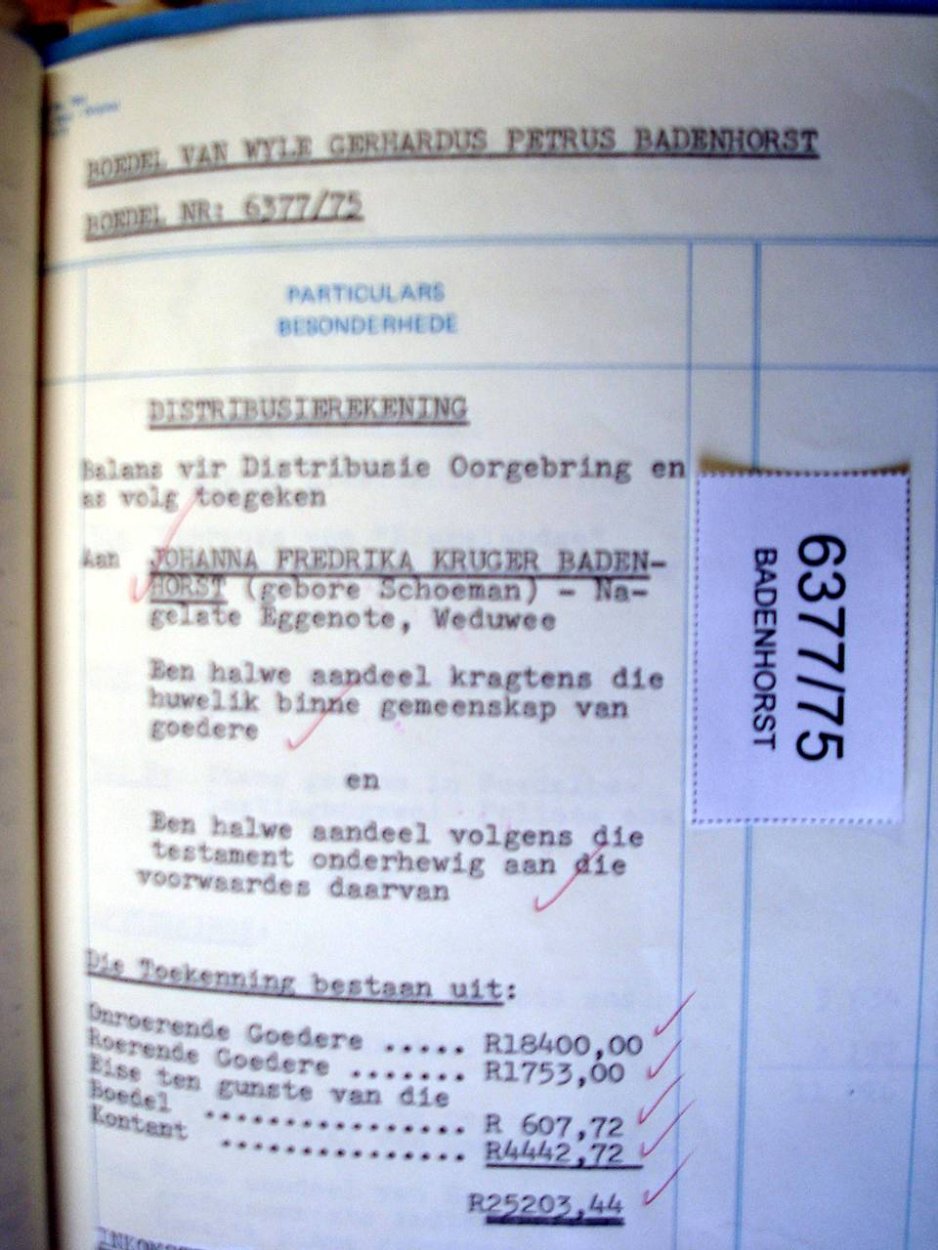 BOEDEL VAN WYLE GERHARDUS PETRUS BADENHORST
BOEDEL NR: 6377/75
PARTICULARS
BESONDERHEDE
DISTRIBUSIEREKENING
Balans vir Distribusie Oorgebring en
as volg toegeken
Aan JOHANNA FREDRIKA KRUGER BADEN-
HORST (gebore Schoeman) - Na-
gelate Eggenote, Weduwee
Een halwe aandeel kragtens die
huwelik binne gemeenskap van
goedere
en
Een halwe aandeel volgens die
testament onderhewig aan die
voorwaardes daarvan
Die Toekenning bestaan uit:
Onroerende Goedere ..... R18400,00
Roerende Goedere ....... R1753,00
Eise ten gunste van die
Boedel ................ R 607,72
Kontant ............... R4442,72
R25203,44
6377/75
BADENHORST